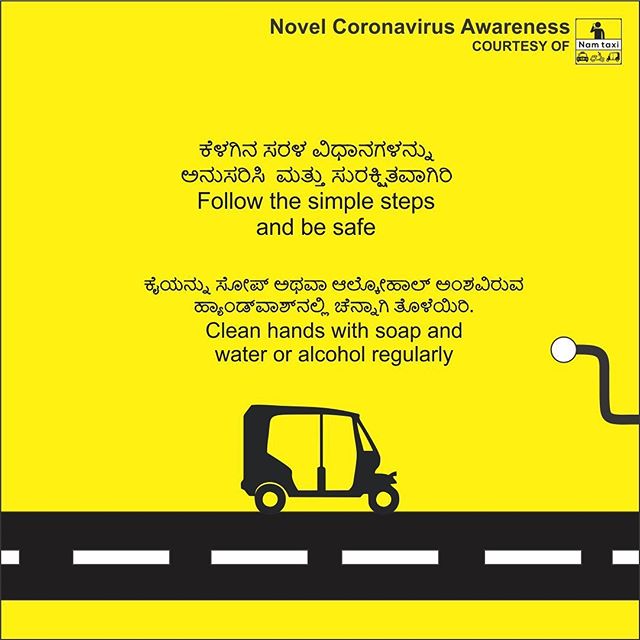 Novel Coronavirus Awareness
COURTESY OF
Nam taxi
ಕೆಳಗಿನ ಸರಳ ವಿಧಾನಗಳನ್ನು
ಅನುಸರಿಸಿ ಮತ್ತು ಸುರಕ್ಷಿತವಾಗಿರಿ
Follow the simple steps
and be safe
ಕೈಯನ್ನು ಸೋಪ್ ಅಥವಾ ಆಲ್ಕೋಹಾಲ್ ಅಂಶವಿರುವ
ಹ್ಯಾಂಡ್‌ವಾಶ್‌ನಲ್ಲಿ ಚೆನ್ನಾಗಿ ತೊಳೆಯಿರಿ.
Clean hands with soap and
water or alcohol regularly